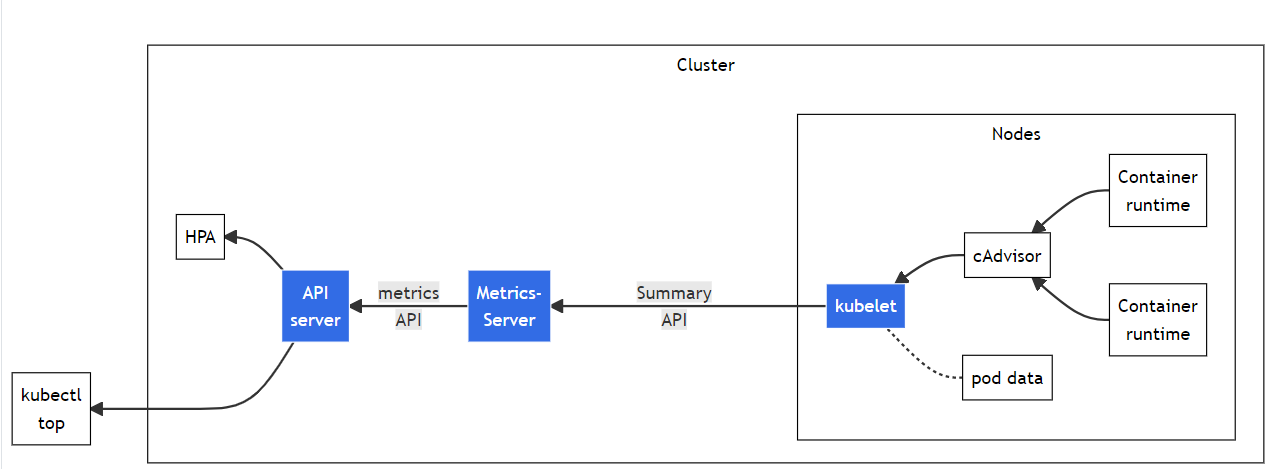 Cluster
Nodes
Container
runtime
HPA
cAdvisor
API
server
metrics
API
Metrics-
Server
Summary
API
kubelet
Container
runtime
pod data
kubectl
top